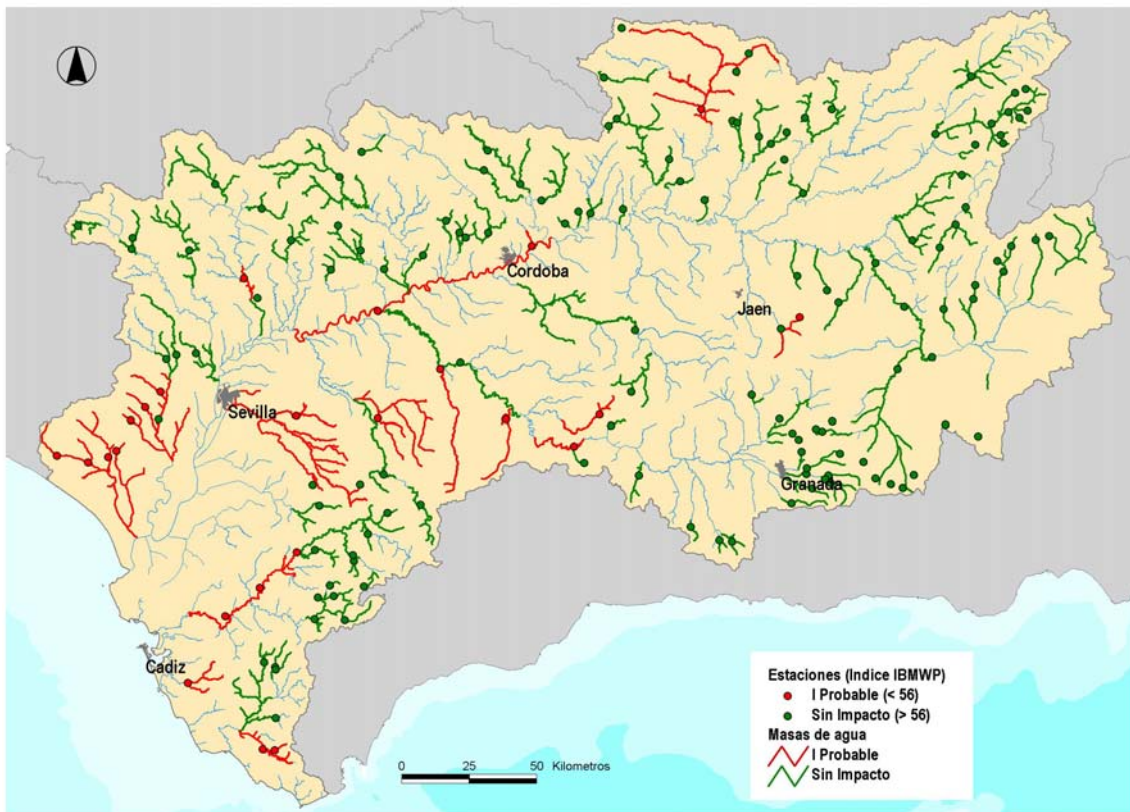 Cordoba
Jaen
Sevilla
Granada
Cadiz
Estaciones (Indice IBMWP)
I Probable (< 56)
Sin Impacto (> 56)
Masas de agua
I Probable
Sin Impacto
0 25 50 Kilometros